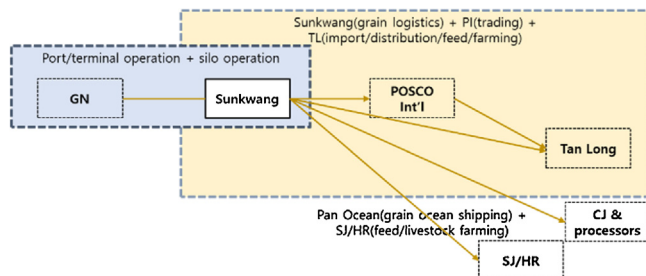 Sunkwang(grain logistics) + PI(trading) +
TL(import/distribution/feed/farming)
Port/terminal operation + silo operation
GN
Sunkwang
POSCO
Int'l
Tan Long
Pan Ocean(grain ocean shipping) +
SJ/HR(feed/livestock farming)
CJ &
processors
SJ/HR